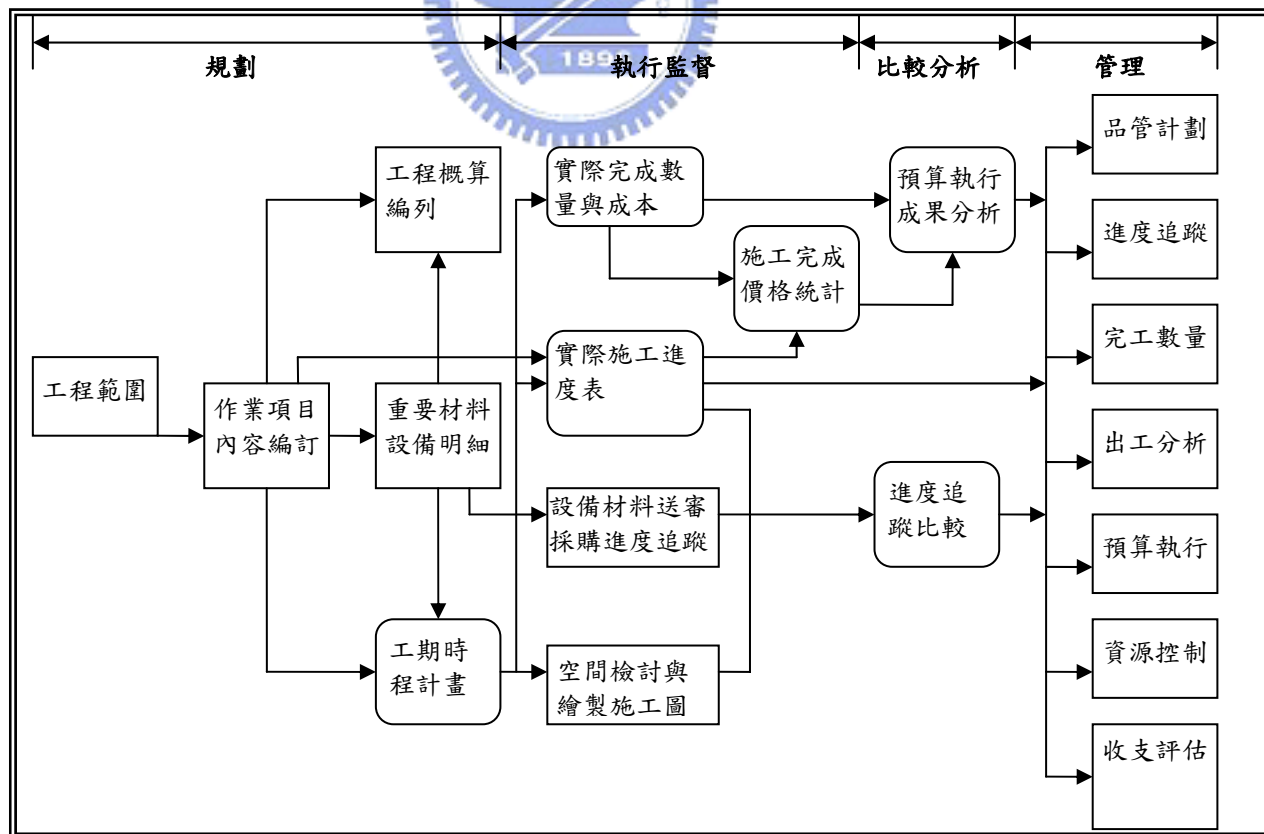 規劃
執行監督
比較分析
管理
189
工程範圍
作業項目
內容編訂
工程概算
編列
重要材料
設備明細
工期時
程計畫
實際完成數
量與成本
施工完成
價格統計
實際施工進
度表
設備材料送審
採購進度追蹤
空間檢討與
繪製施工圖
預算執行
成果分析
進度追
蹤比較
品管計劃
進度追蹤
完工數量
出工分析
預算執行
資源控制
收支評估